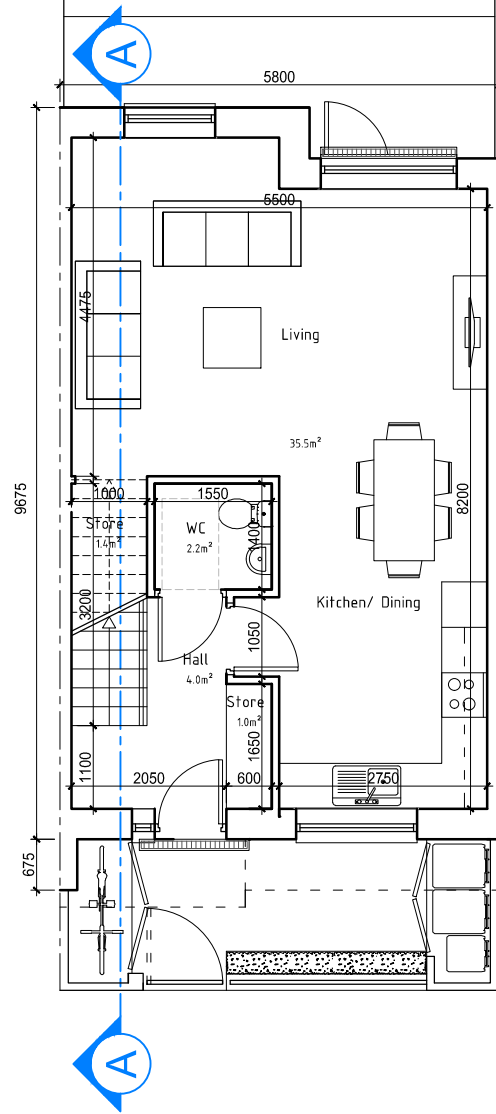 A
5800
5500
4475
Living
35.5m²
9675
8200
1000
1550
Store
1.4m²
WC
2.2m²
1400
3200
Kitchen/ Dining
1050
Hall
4.0m²
Store
1.0m²
1650
1100
2050
600
2750
675
A